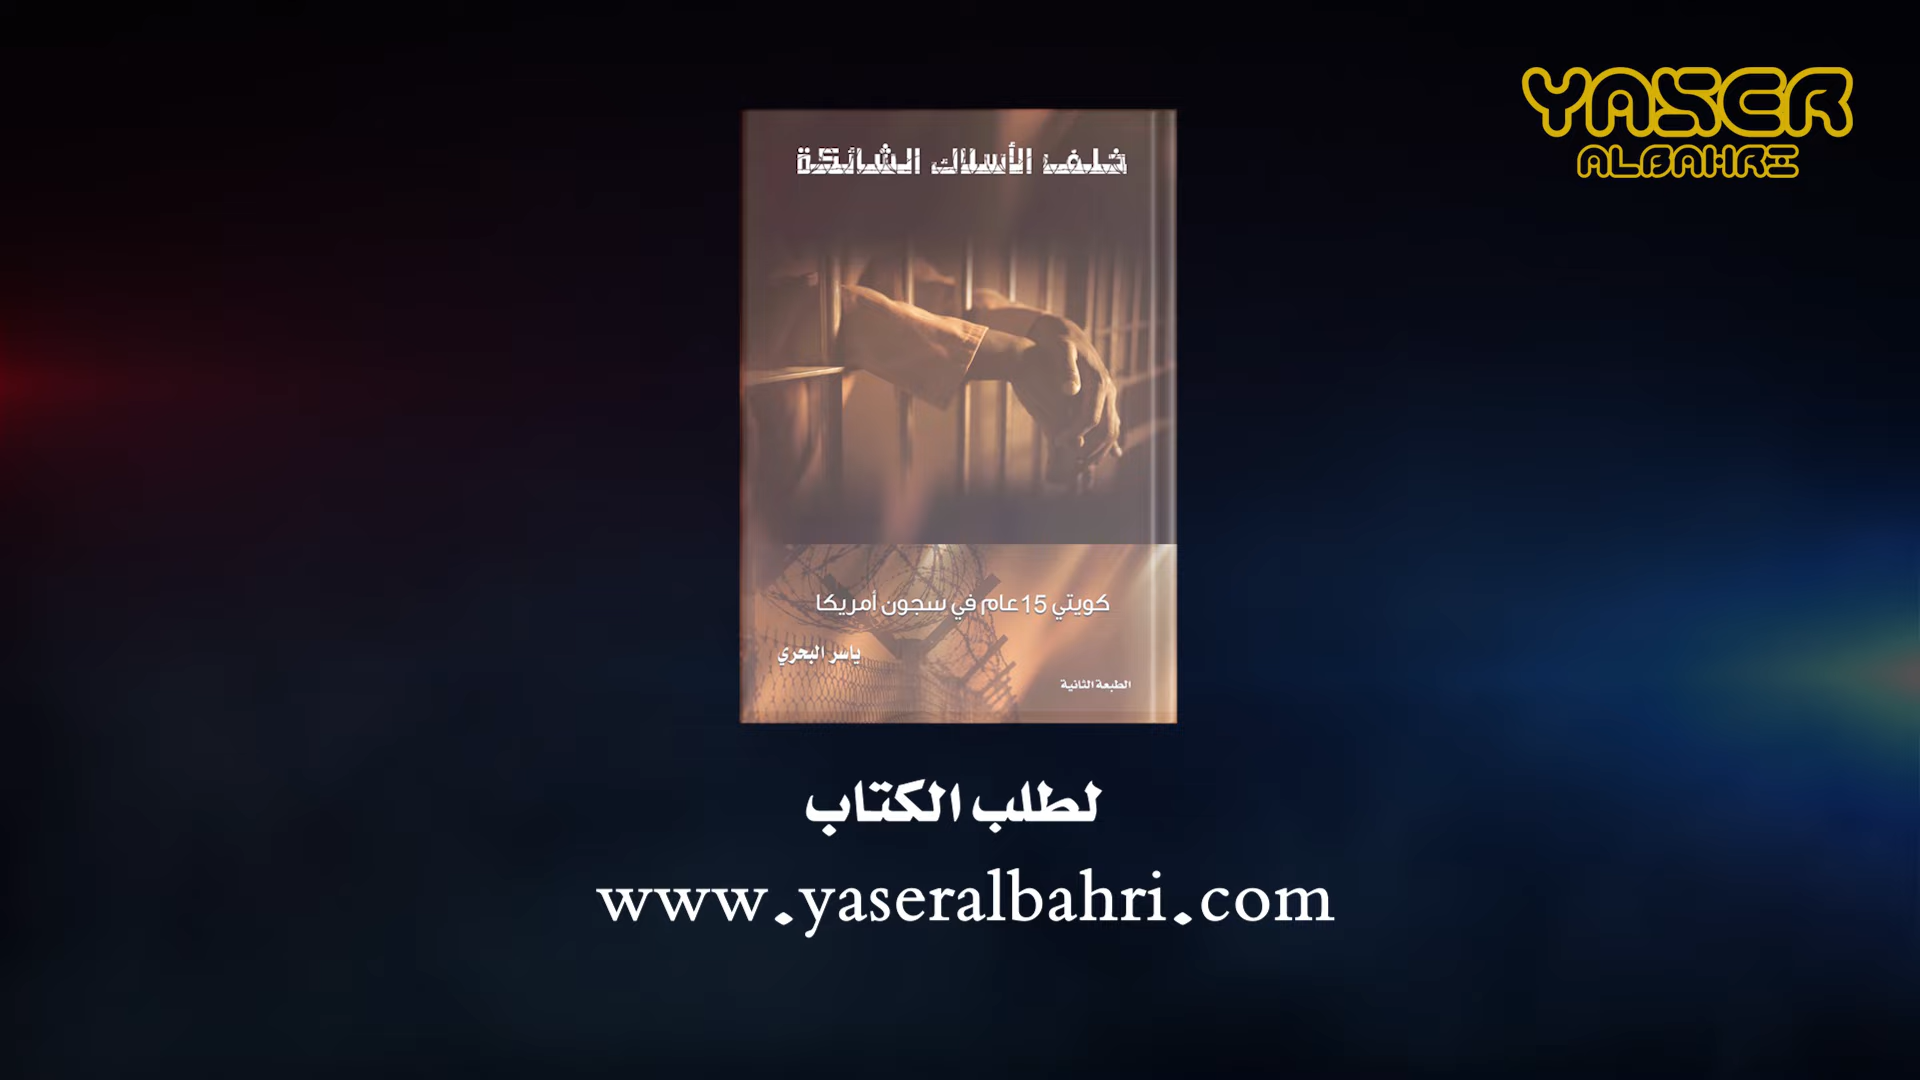 YASER
ALBAHRI
خلف الأسلاك الشائكة
كويتي 15 عام في سجون أمريكا
ياسر البحري
الطبعة الثانية
لطلب الكتاب
www.yaseralbahri.com